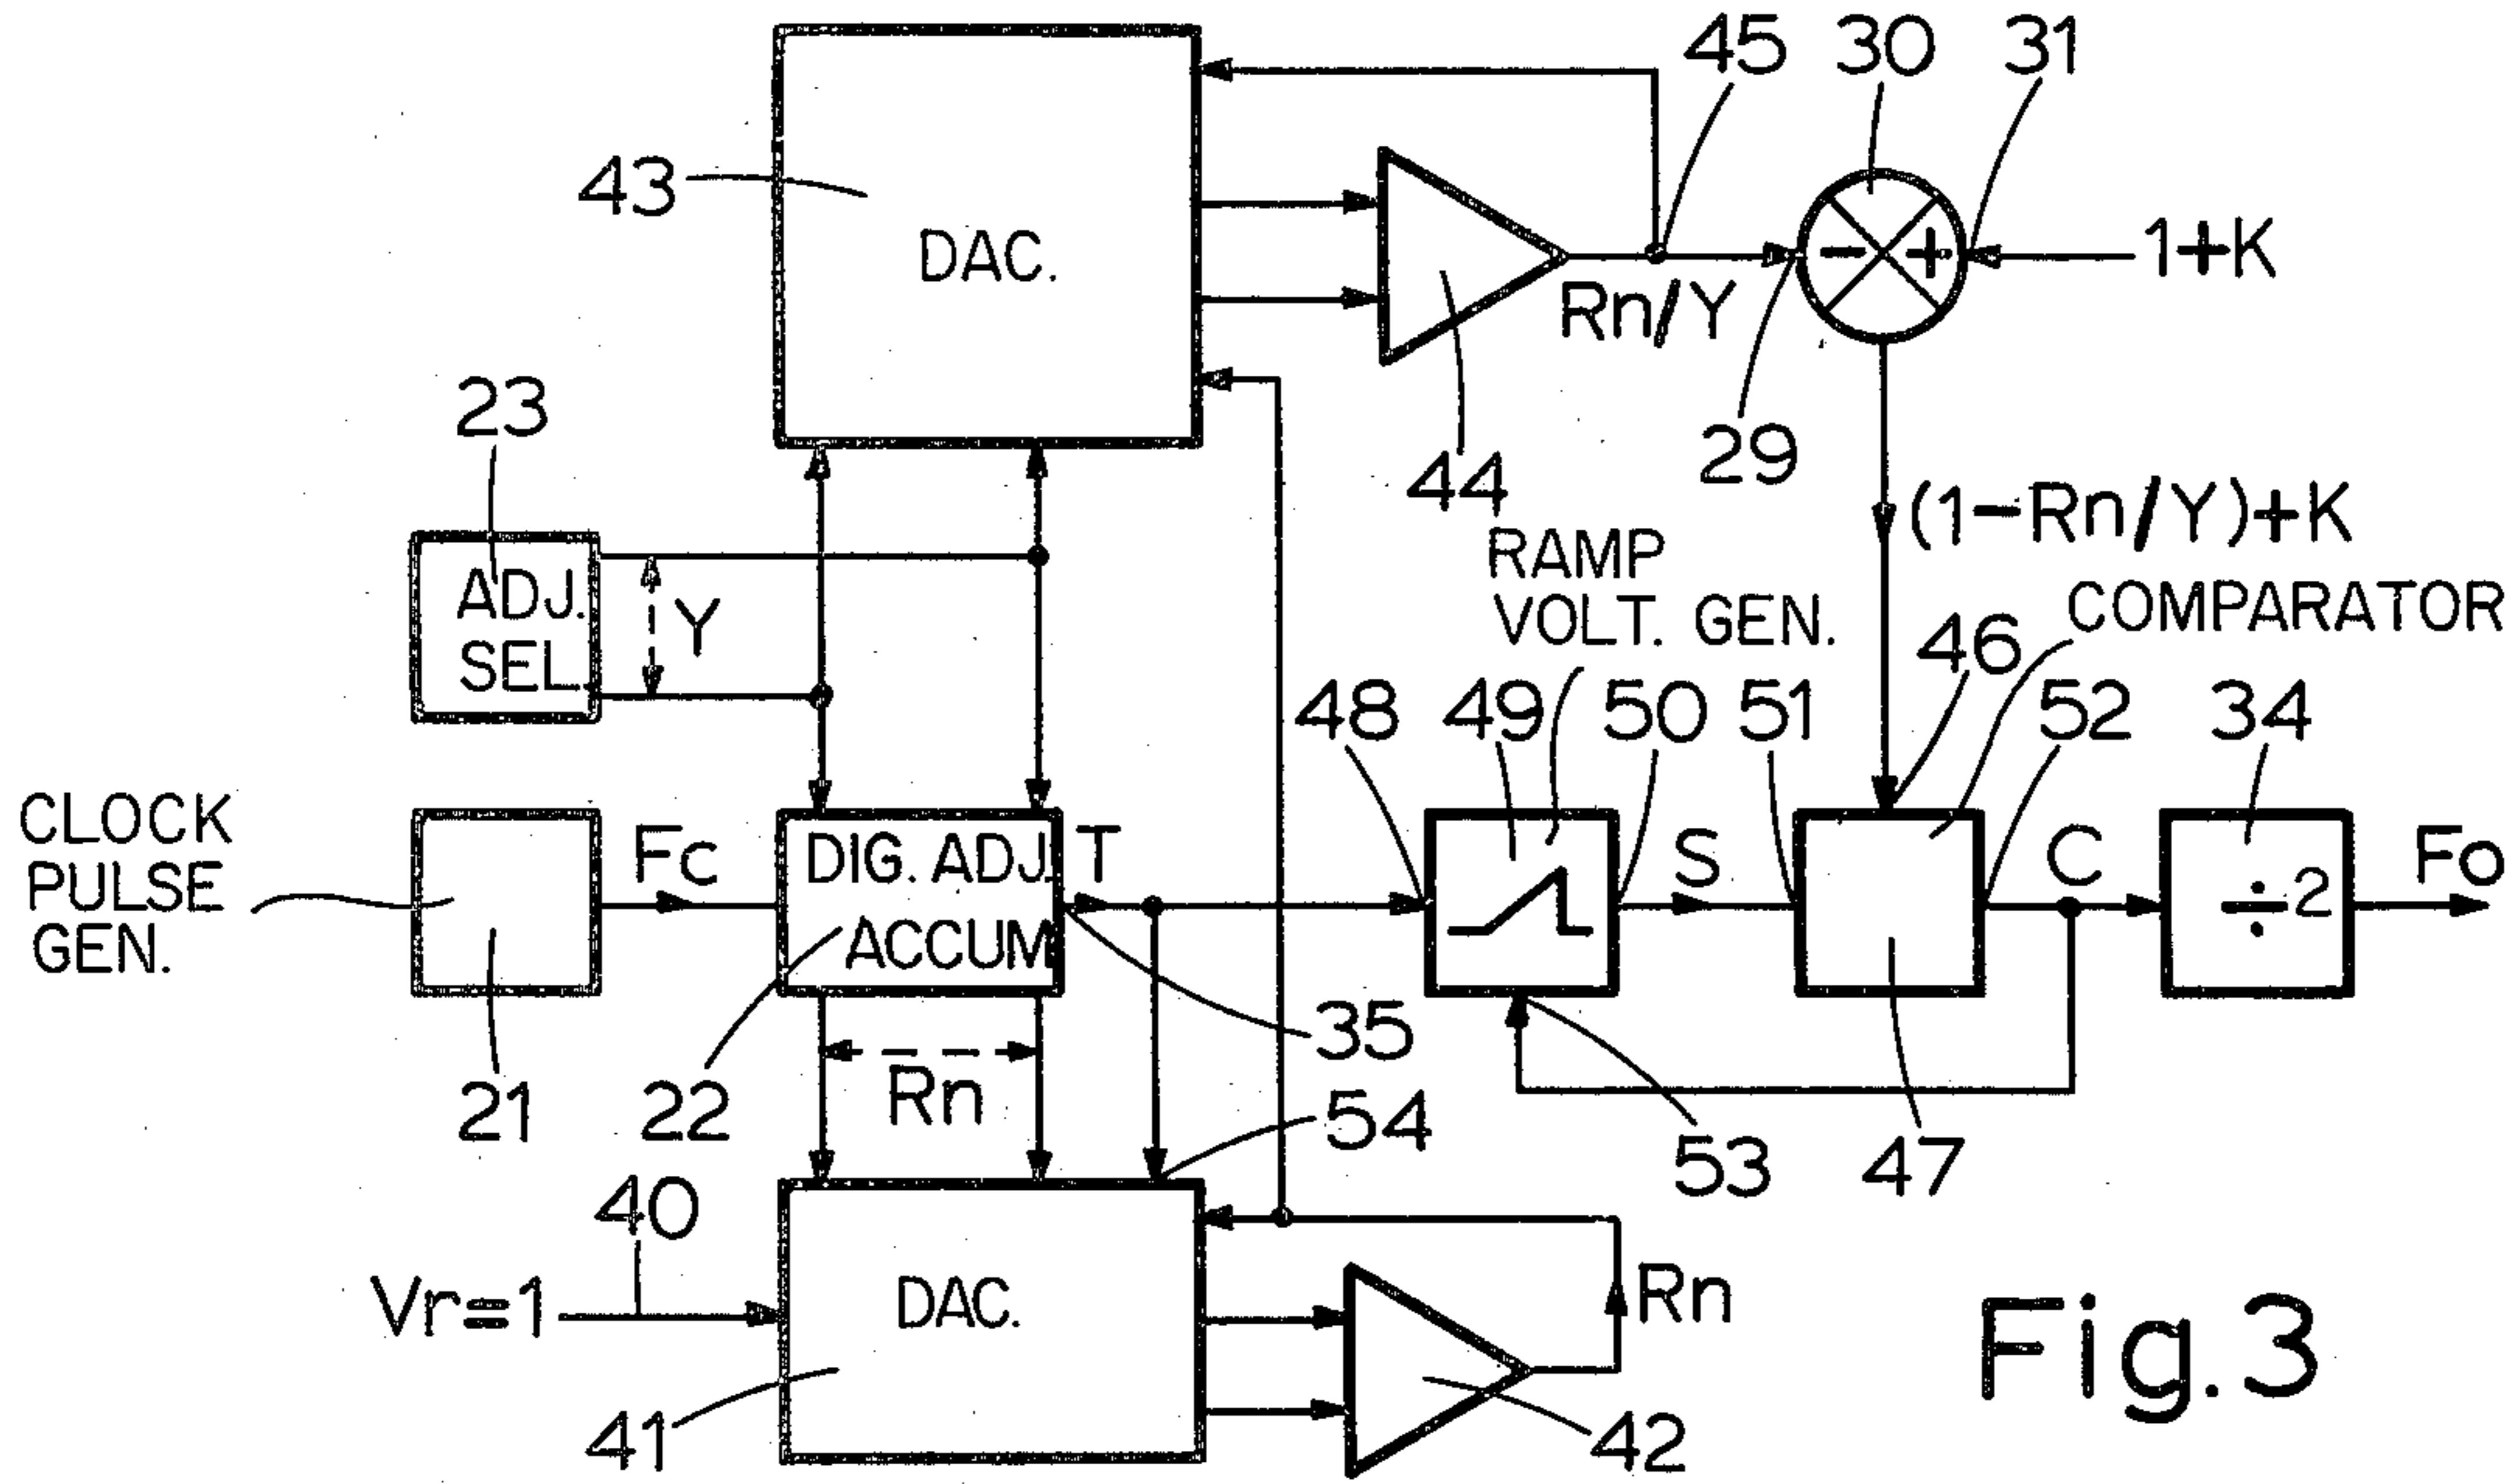 45 30 31
43
DAC.
1+K
Rn/Y
23
29
44
(1-Rn/Y)+K
RAMP
VOLT. GEN.
COMPARATOR
ADJ.
SEL.
Y
46
48 49 50 51 52 34
CLOCK
PULSE
GEN.
Fc
DIG. ADJ.
ACCUM
T
S
C
÷2
Fo
35
21
22
Rn
54
53
47
40
Vr=1
DAC.
Rn
41
42
Fig.3